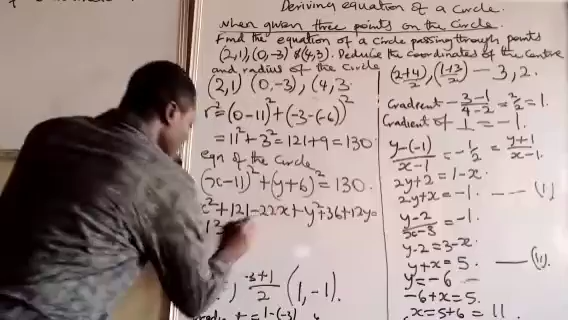 Deriving equation of a circle.
when given three points on the circle.
Find the equation of a circle passing through points
(2,1), (0,-3) & (4,3). Deduce the coordinates of the centre
and radius of the circle
(2,1) (0,-3), (4,3.
r² = (0-11)² + (-3-(-6))²
= 11² + 3² = 121+9 = 130
eqn of the circle
(x-11)² + (y+6)² = 130.
x² + 121 - 22x + y² + 36 + 12y =
-3+1/2 (1,-1).
(2+4/2), (1+3/2) — 3, 2.
Gradient - 3-1/4-2 = 2/2 = 1.
Gradient of ⊥ = -1.
y-(-1)/x-1 = -1/2 = y+1/x-1.
2y+2 = 1-x
2y+x = -1 — (i)
y-2/x-3 = -1.
y-2 = 3-x
y+x = 5. — (ii).
y = -6
-6+x = 5.
x = 5+6 = 11.